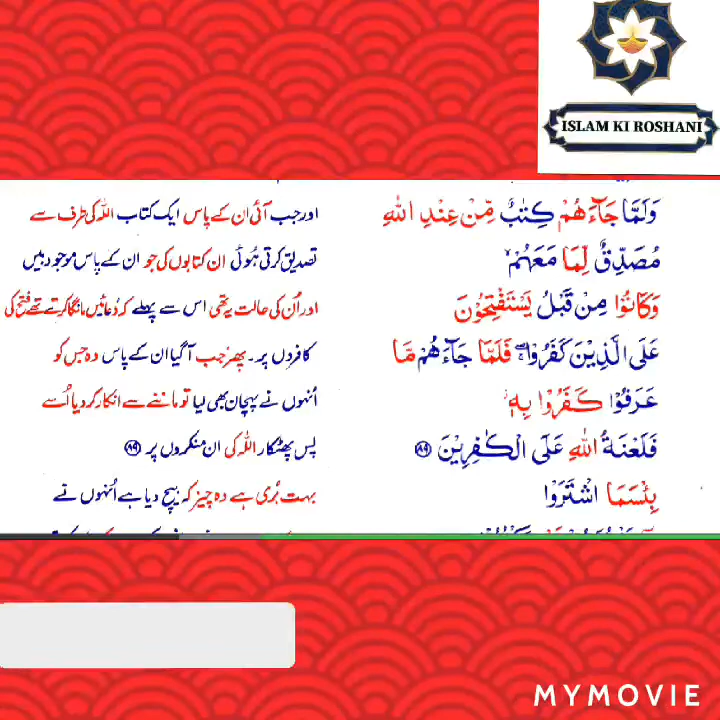 ISLAM KI ROSHANI
وَلَمَّا جَآءَهُمْ كِتٰبٌ مِّنْ عِنْدِ اللّٰهِ
اور جب آئی ان کے پاس ایک کتاب اللہ کی طرف سے
مُصَدِّقٌ لِّمَا مَعَهُمْ ۙ
تصدیق کرتی ہوئی ان کتابوں کی جو ان کے پاس موجود ہیں
وَكَانُوْا مِنْ قَبْلُ يَسْتَفْتِحُوْنَ
اور اُن کی حالت یہ تھی اس سے پہلے کہ دُعائیں مانگا کرتے تھے فتح کی
عَلَى الَّذِيْنَ كَفَرُوْا ۖۚ فَلَمَّا جَآءَهُمْ مَّا
کافروں پر۔ پھر جب آگیا ان کے پاس وہ جس کو
عَرَفُوْا كَفَرُوْا بِهٖ ۚ
اُنہوں نے پہچان بھی لیا تو ماننے سے انکار کر دیا اُسے
فَلَعْنَةُ اللّٰهِ عَلَى الْكٰفِرِيْنَ ۝۸۹
پس پھٹکار اللہ کی ان منکروں پر ۝۸۹
بِئْسَمَا اشْتَرَوْا
بہت بُری ہے وہ چیز کہ بیچ دیا ہے اُنہوں نے
MYMOVIE